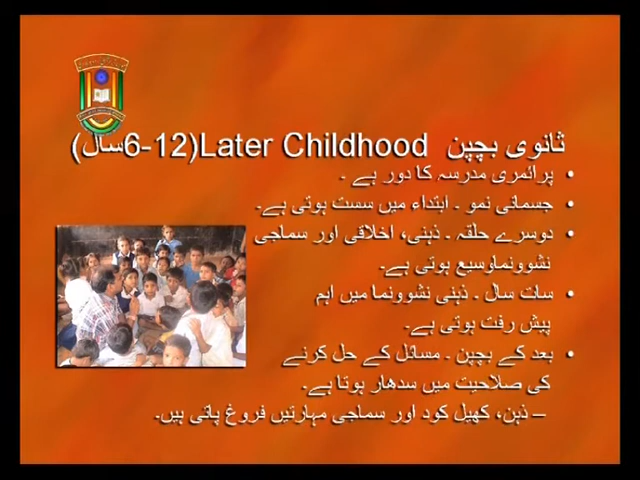 ثانوی بچپن Later Childhood(6-12سال)
• پرائمری مدرسہ کا دور ہے ۔
• جسمانی نمو ۔ ابتداء میں سست ہوتی ہے۔
• دوسرے حلقہ ۔ ذہنی، اخلاقی اور سماجی
نشوونماوسیع ہوتی ہے۔
• سات سال ۔ ذہنی نشوونما میں اہم
پیش رفت ہوتی ہے۔
• بعد کے بچپن ۔ مسائل کے حل کرنے
کی صلاحیت میں سدھار ہوتا ہے۔
– ذہن، کھیل کود اور سماجی مہارتیں فروغ پاتی ہیں۔